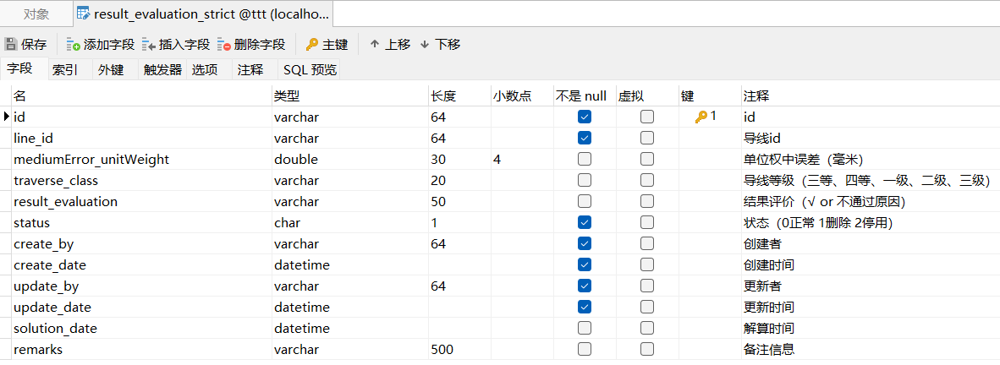 对象 result_evaluation_strict @ttt (localho...
保存 添加字段 插入字段 删除字段 主键 上移 下移
字段 索引 外键 触发器 选项 注释 SQL 预览
名 类型 长度 小数点 不是 null 虚拟 键 注释
id varchar 64 1 id
line_id varchar 64 导线id
mediumError_unitWeight double 30 4 单位权中误差（毫米）
traverse_class varchar 20 导线等级（三等、四等、一级、二级、三级）
result_evaluation varchar 50 结果评价（√ or 不通过原因）
status char 1 状态（0正常 1删除 2停用）
create_by varchar 64 创建者
create_date datetime 创建时间
update_by varchar 64 更新者
update_date datetime 更新时间
solution_date datetime 解算时间
remarks varchar 500 备注信息